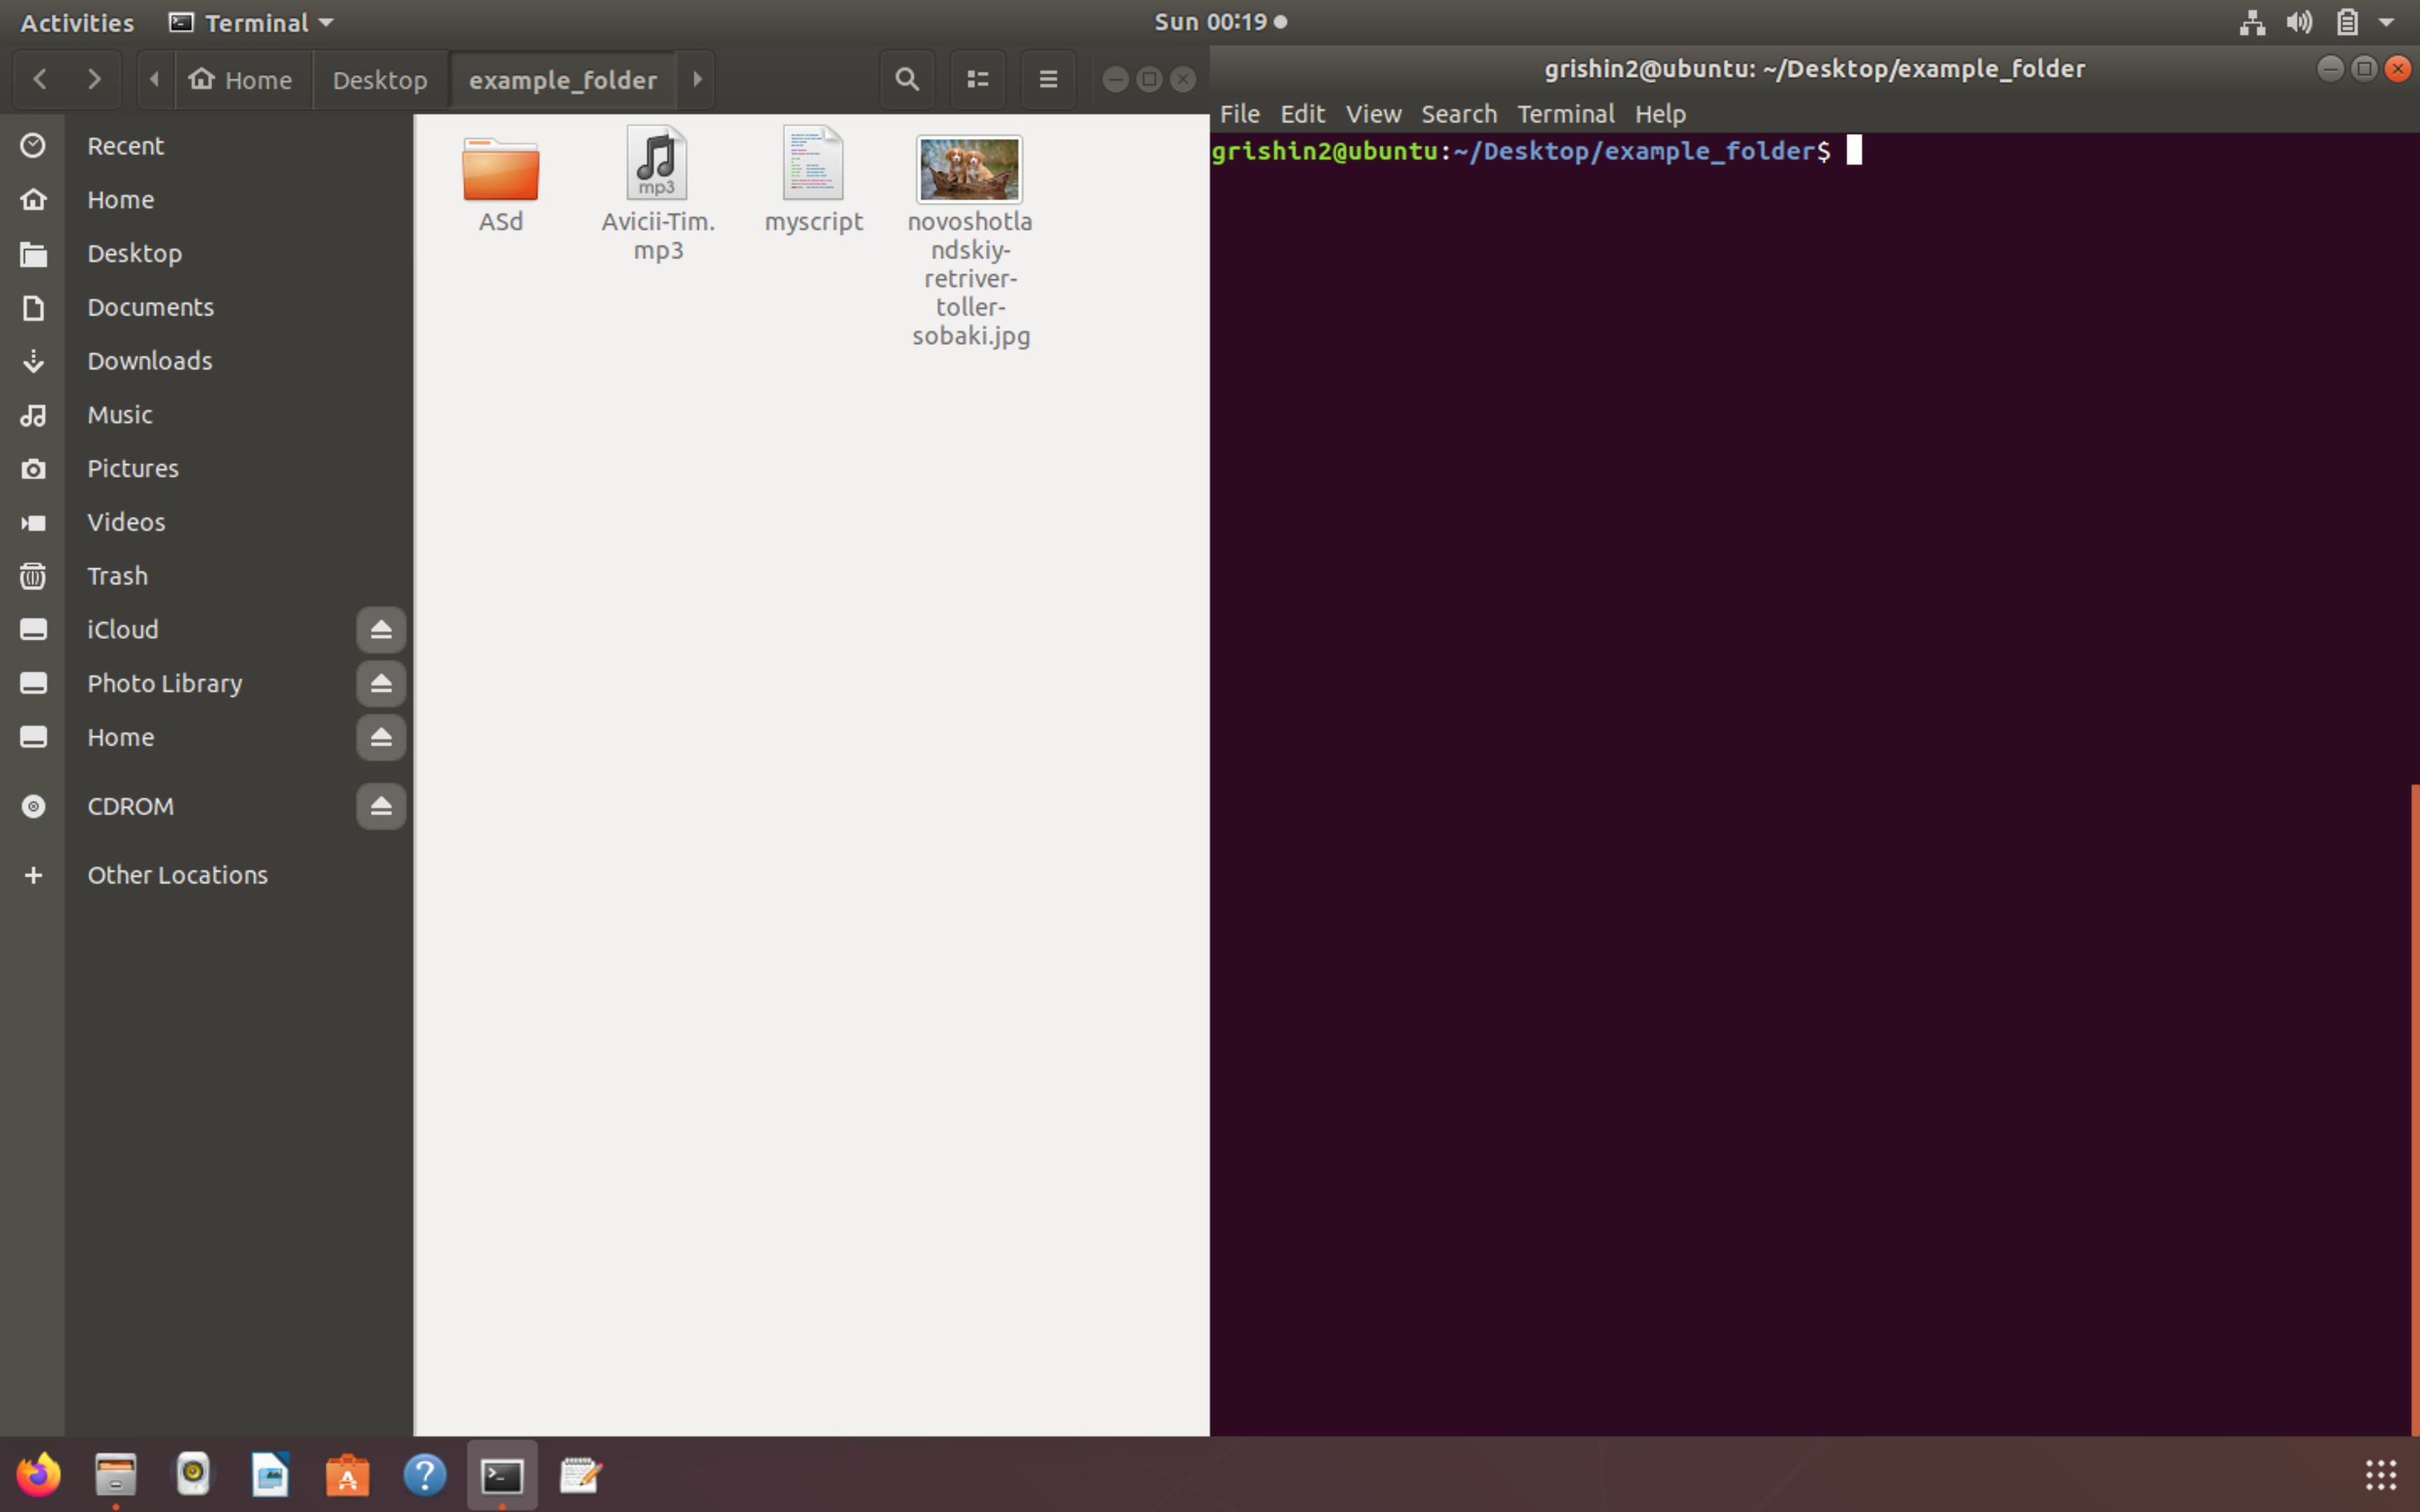 Activities Terminal Sun 00:19
Home Desktop example_folder
grishin2@ubuntu: ~/Desktop/example_folder
File Edit View Search Terminal Help
grishin2@ubuntu:~/Desktop/example_folder$
Recent
Home
Desktop
Documents
Downloads
Music
Pictures
Videos
Trash
iCloud
Photo Library
Home
CDROM
Other Locations
ASd
mp3
Avicii-Tim.
mp3
myscript
novoshotla
ndskiy-
retriver-
toller-
sobaki.jpg